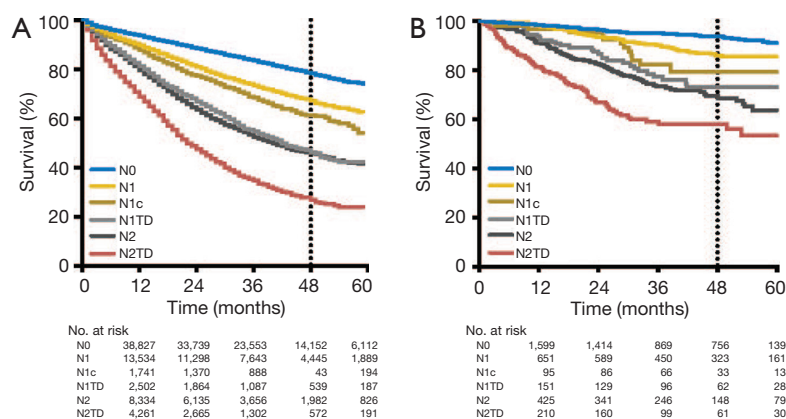 A
Survival (%)
100
80
60
40
20
0
N0
N1
N1c
N1TD
N2
N2TD
0 12 24 36 48 60
Time (months)
No. at risk
N0 38,827 33,739 23,553 14,152 6,112
N1 13,534 11,298 7,643 4,445 1,889
N1c 1,741 1,370 888 43 194
N1TD 2,502 1,864 1,087 539 187
N2 8,334 6,135 3,656 1,982 826
N2TD 4,261 2,665 1,302 572 191
B
Survival (%)
100
80
60
40
20
0
N0
N1
N1c
N1TD
N2
N2TD
0 12 24 36 48 60
Time (months)
No. at risk
N0 1,599 1,414 869 756 139
N1 651 589 450 323 161
N1c 95 86 66 33 13
N1TD 151 129 96 62 28
N2 425 341 246 148 79
N2TD 210 160 99 61 30